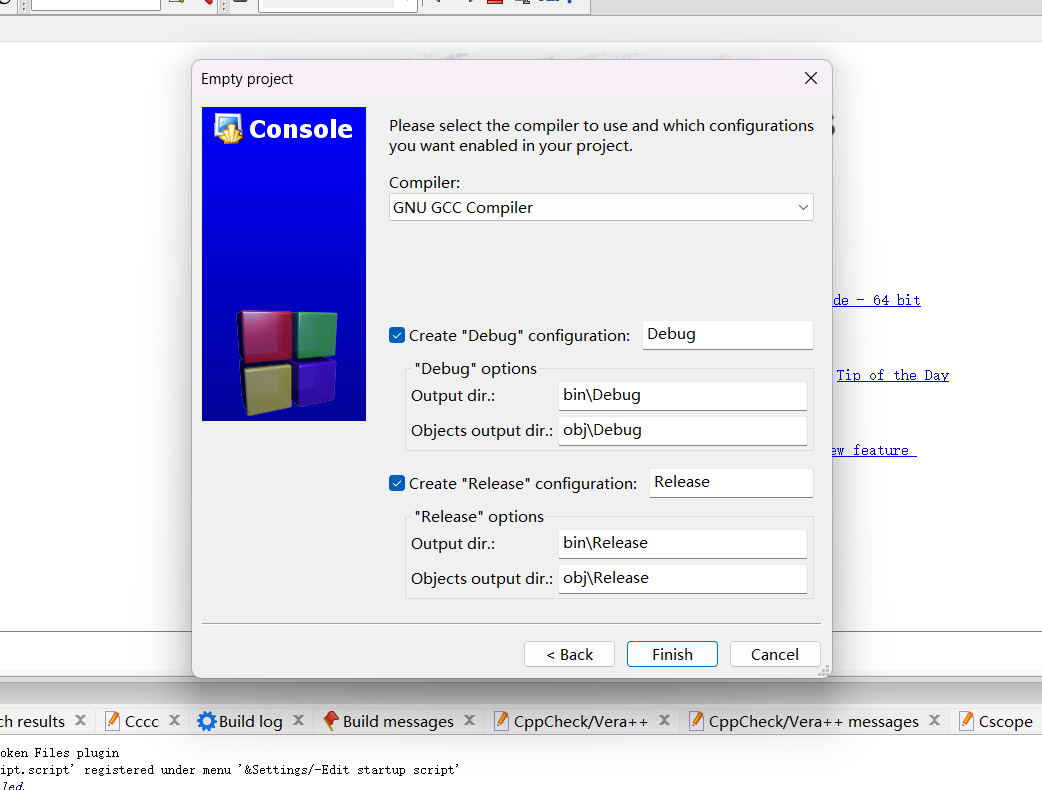 Empty project
Console
Please select the compiler to use and which configurations
you want enabled in your project.
Compiler:
GNU GCC Compiler
de - 64 bit
Create "Debug" configuration: Debug
"Debug" options
Tip of the Day
Output dir.: bin\Debug
Objects output dir.: obj\Debug
ew feature
Create "Release" configuration: Release
"Release" options
Output dir.: bin\Release
Objects output dir.: obj\Release
< Back Finish Cancel
ch results Cccc Build log Build messages CppCheck/Vera++ CppCheck/Vera++ messages Cscope
oken Files plugin
ipt.script' registered under menu '&Settings/-Edit startup script'
led